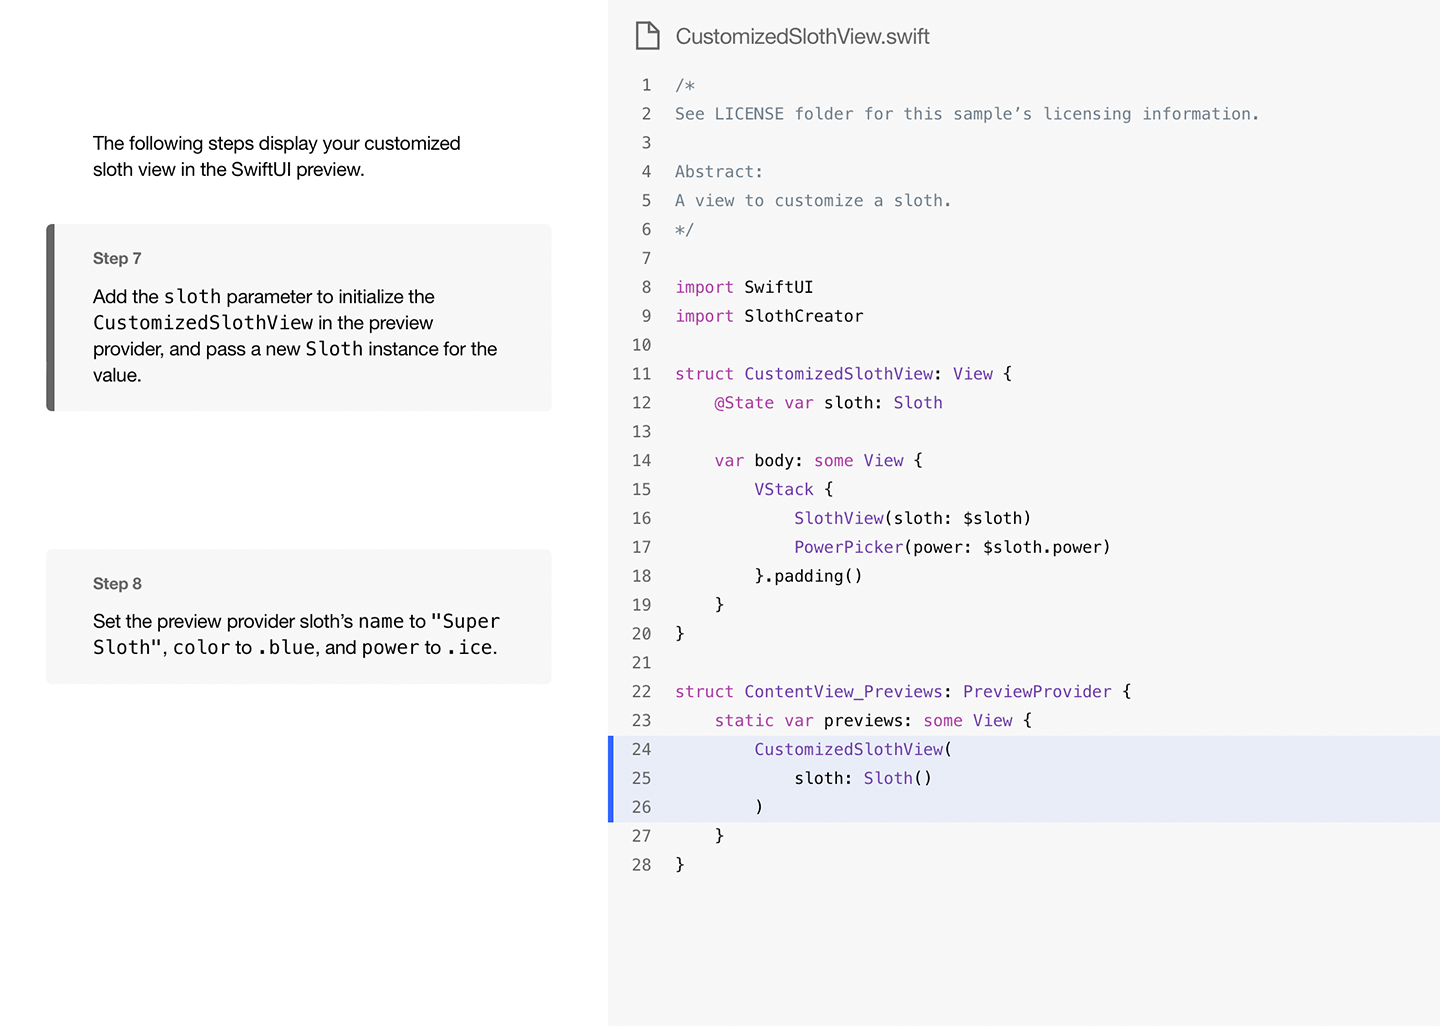 The following steps display your customized
sloth view in the SwiftUI preview.
Step 7
Add the sloth parameter to initialize the
CustomizedSlothView in the preview
provider, and pass a new Sloth instance for the
value.
Step 8
Set the preview provider sloth’s name to "Super
Sloth", color to .blue, and power to .ice.
CustomizedSlothView.swift
1 /*
2 See LICENSE folder for this sample’s licensing information.
3
4 Abstract:
5 A view to customize a sloth.
6 */
7
8 import SwiftUI
9 import SlothCreator
10
11 struct CustomizedSlothView: View {
12     @State var sloth: Sloth
13
14     var body: some View {
15         VStack {
16             SlothView(sloth: $sloth)
17             PowerPicker(power: $sloth.power)
18         }.padding()
19     }
20 }
21
22 struct ContentView_Previews: PreviewProvider {
23     static var previews: some View {
24         CustomizedSlothView(
25             sloth: Sloth()
26         )
27     }
28 }